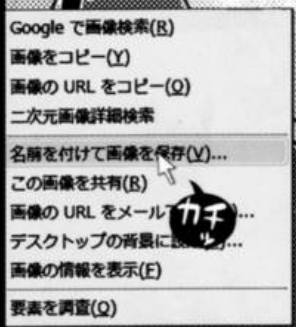 Google で画像検索(R)
画像をコピー(Y)
画像の URL をコピー(O)
二次元画像詳細検索
名前を付けて画像を保存(V)...
この画像を共有(R)
画像の URL をメールで...
デスクトップの背景に設...
画像の情報を表示(F)
要素を調査(Q)
カチッ